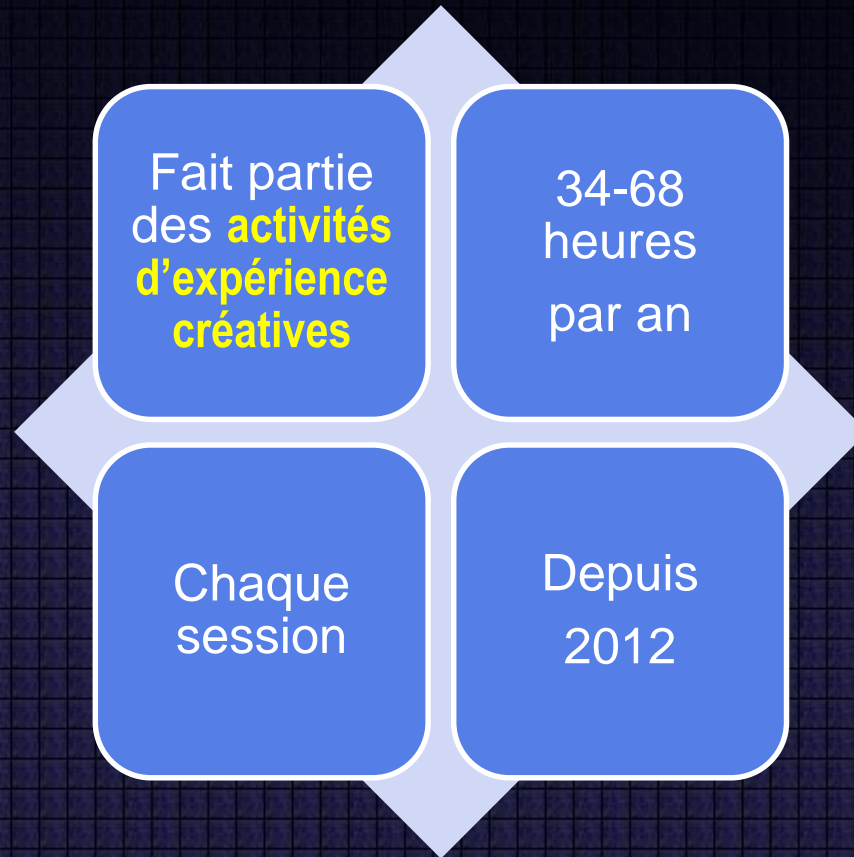 Fait partie
des activités
d’expérience
créatives
34-68
heures
par an
Chaque
session
Depuis
2012